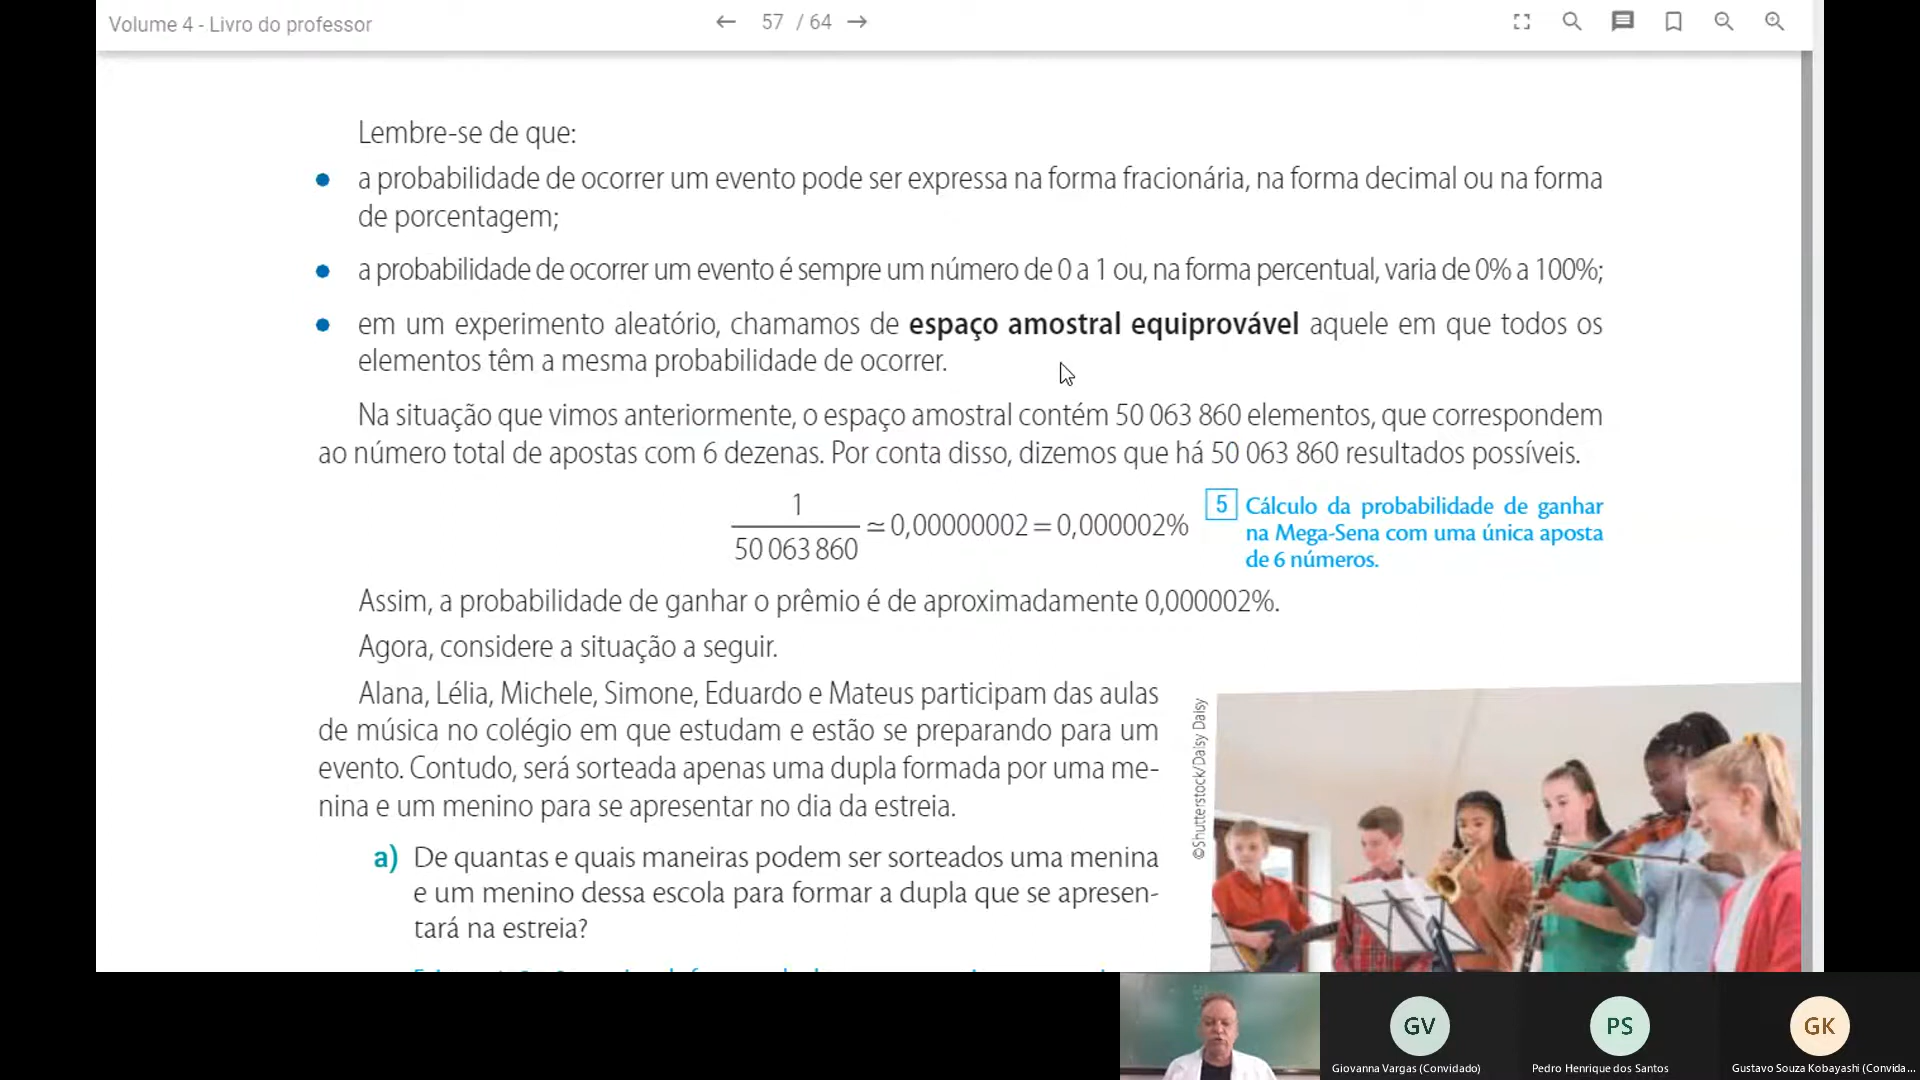 Volume 4 - Livro do professor
57 / 64
Lembre-se de que:
a probabilidade de ocorrer um evento pode ser expressa na forma fracionária, na forma decimal ou na forma
de porcentagem;
a probabilidade de ocorrer um evento é sempre um número de 0 a 1 ou, na forma percentual, varia de 0% a 100%;
em um experimento aleatório, chamamos de espaço amostral equiprovável aquele em que todos os
elementos têm a mesma probabilidade de ocorrer.
Na situação que vimos anteriormente, o espaço amostral contém 50 063 860 elementos, que correspondem
ao número total de apostas com 6 dezenas. Por conta disso, dizemos que há 50 063 860 resultados possíveis.
1
50 063 860
≃ 0,00000002 = 0,000002%
5 Cálculo da probabilidade de ganhar
na Mega-Sena com uma única aposta
de 6 números.
Assim, a probabilidade de ganhar o prêmio é de aproximadamente 0,000002%.
Agora, considere a situação a seguir.
Alana, Lélia, Michele, Simone, Eduardo e Mateus participam das aulas
de música no colégio em que estudam e estão se preparando para um
evento. Contudo, será sorteada apenas uma dupla formada por uma me-
nina e um menino para se apresentar no dia da estreia.
©Shutterstock/Daisy Daisy
a) De quantas e quais maneiras podem ser sorteados uma menina
e um menino dessa escola para formar a dupla que se apresen-
tará na estreia?
GV
PS
GK
Giovanna Vargas (Convidado)
Pedro Henrique dos Santos
Gustavo Souza Kobayashi (Convida...